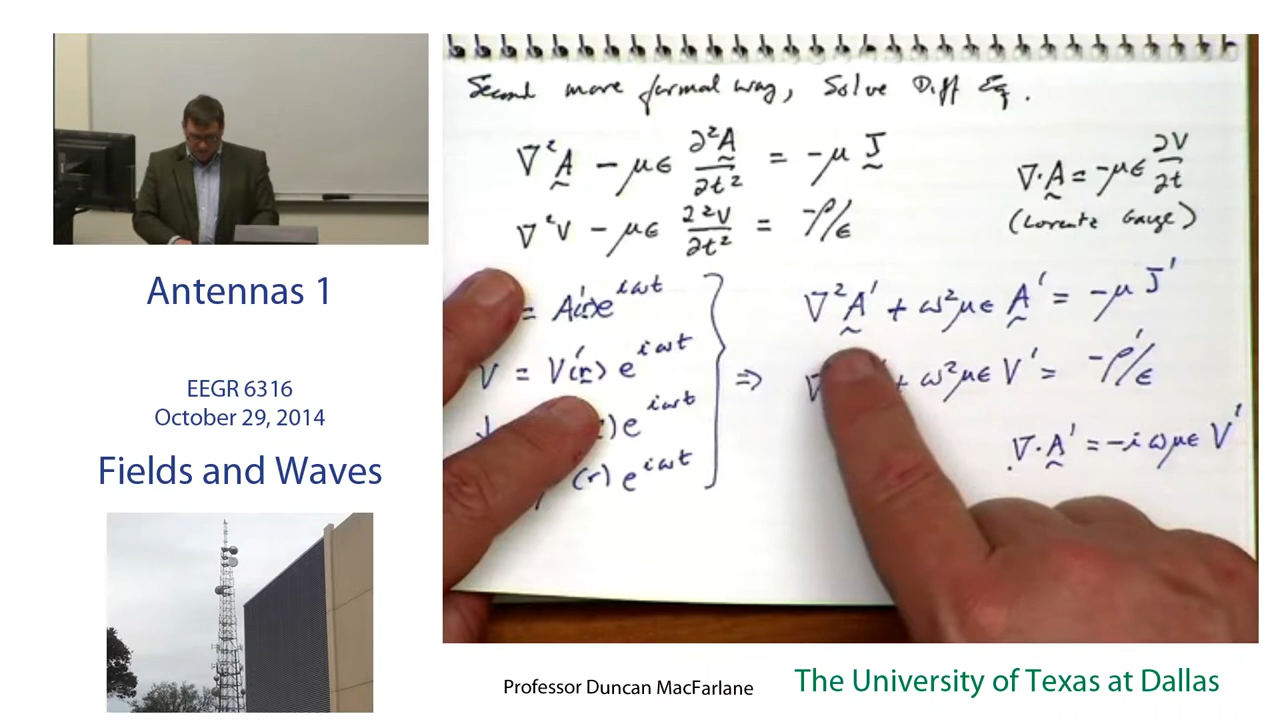 Second more formal way, Solve Diff Eq.
∇²A − μϵ ∂²A/∂t² = −μ J
∇·A = −μϵ ∂V/∂t
∇²V − μϵ ∂²V/∂t² = −ρ/ϵ
(Lorentz Gauge)
= A'(r)e^{iωt}
∇²A' + ω²με A' = −μ J'
V = V'(r) e^{iωt}
⇒
+ ω²με V' = −ρ'/ε
) e^{iωt}
∇·A' = −iωμε V'
(r) e^{iωt}
Antennas 1
EEGR 6316
October 29, 2014
Fields and Waves
Professor Duncan MacFarlane
The University of Texas at Dallas